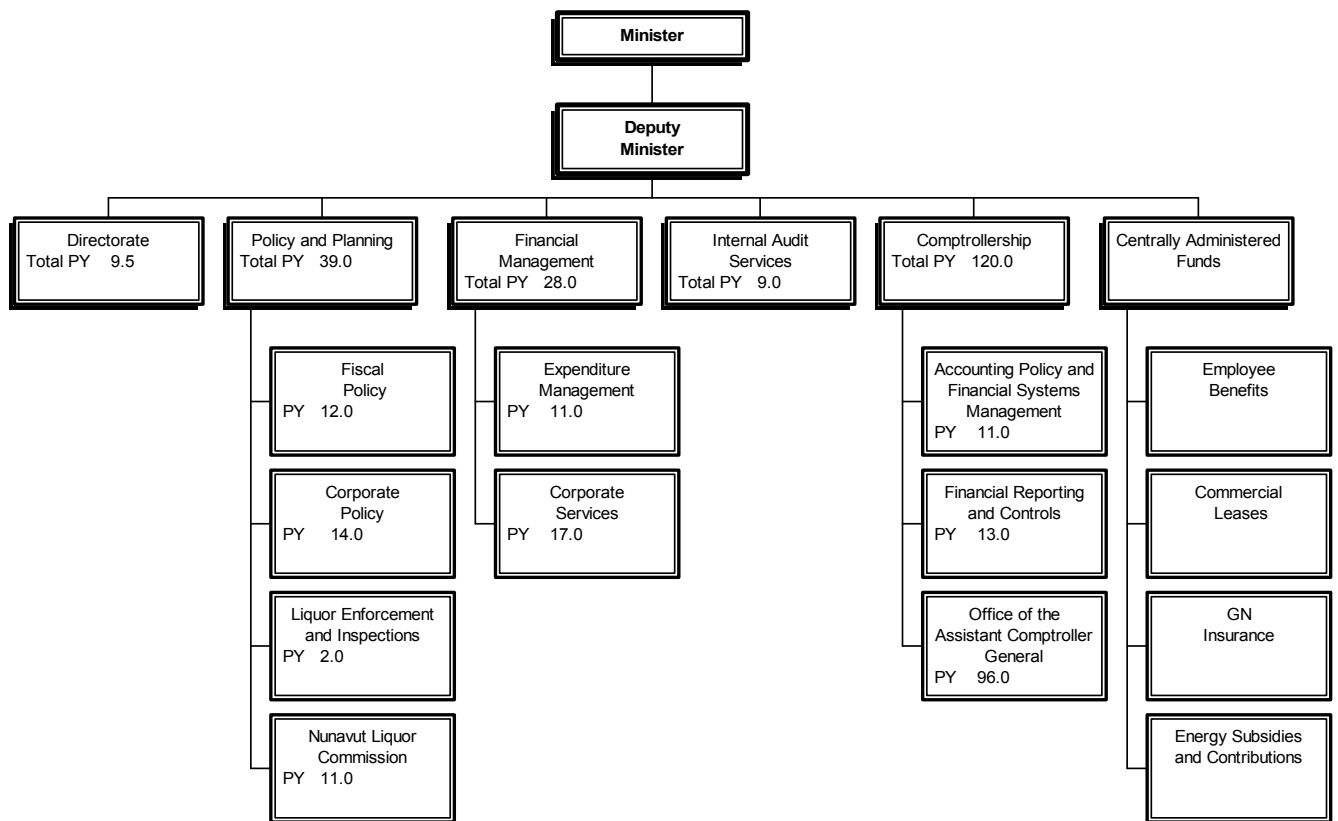 Minister
Deputy
Minister
Directorate
Total PY 9.5
Policy and Planning
Total PY 39.0
Financial
Management
Total PY 28.0
Internal Audit
Services
Total PY 9.0
Comptrollership
Total PY 120.0
Centrally Administered
Funds
Fiscal
Policy
PY 12.0
Corporate
Policy
PY 14.0
Liquor Enforcement
and Inspections
PY 2.0
Nunavut Liquor
Commission
PY 11.0
Expenditure
Management
PY 11.0
Corporate
Services
PY 17.0
Accounting Policy and
Financial Systems
Management
PY 11.0
Financial Reporting
and Controls
PY 13.0
Office of the
Assistant Comptroller
General
PY 96.0
Employee
Benefits
Commercial
Leases
GN
Insurance
Energy Subsidies
and Contributions